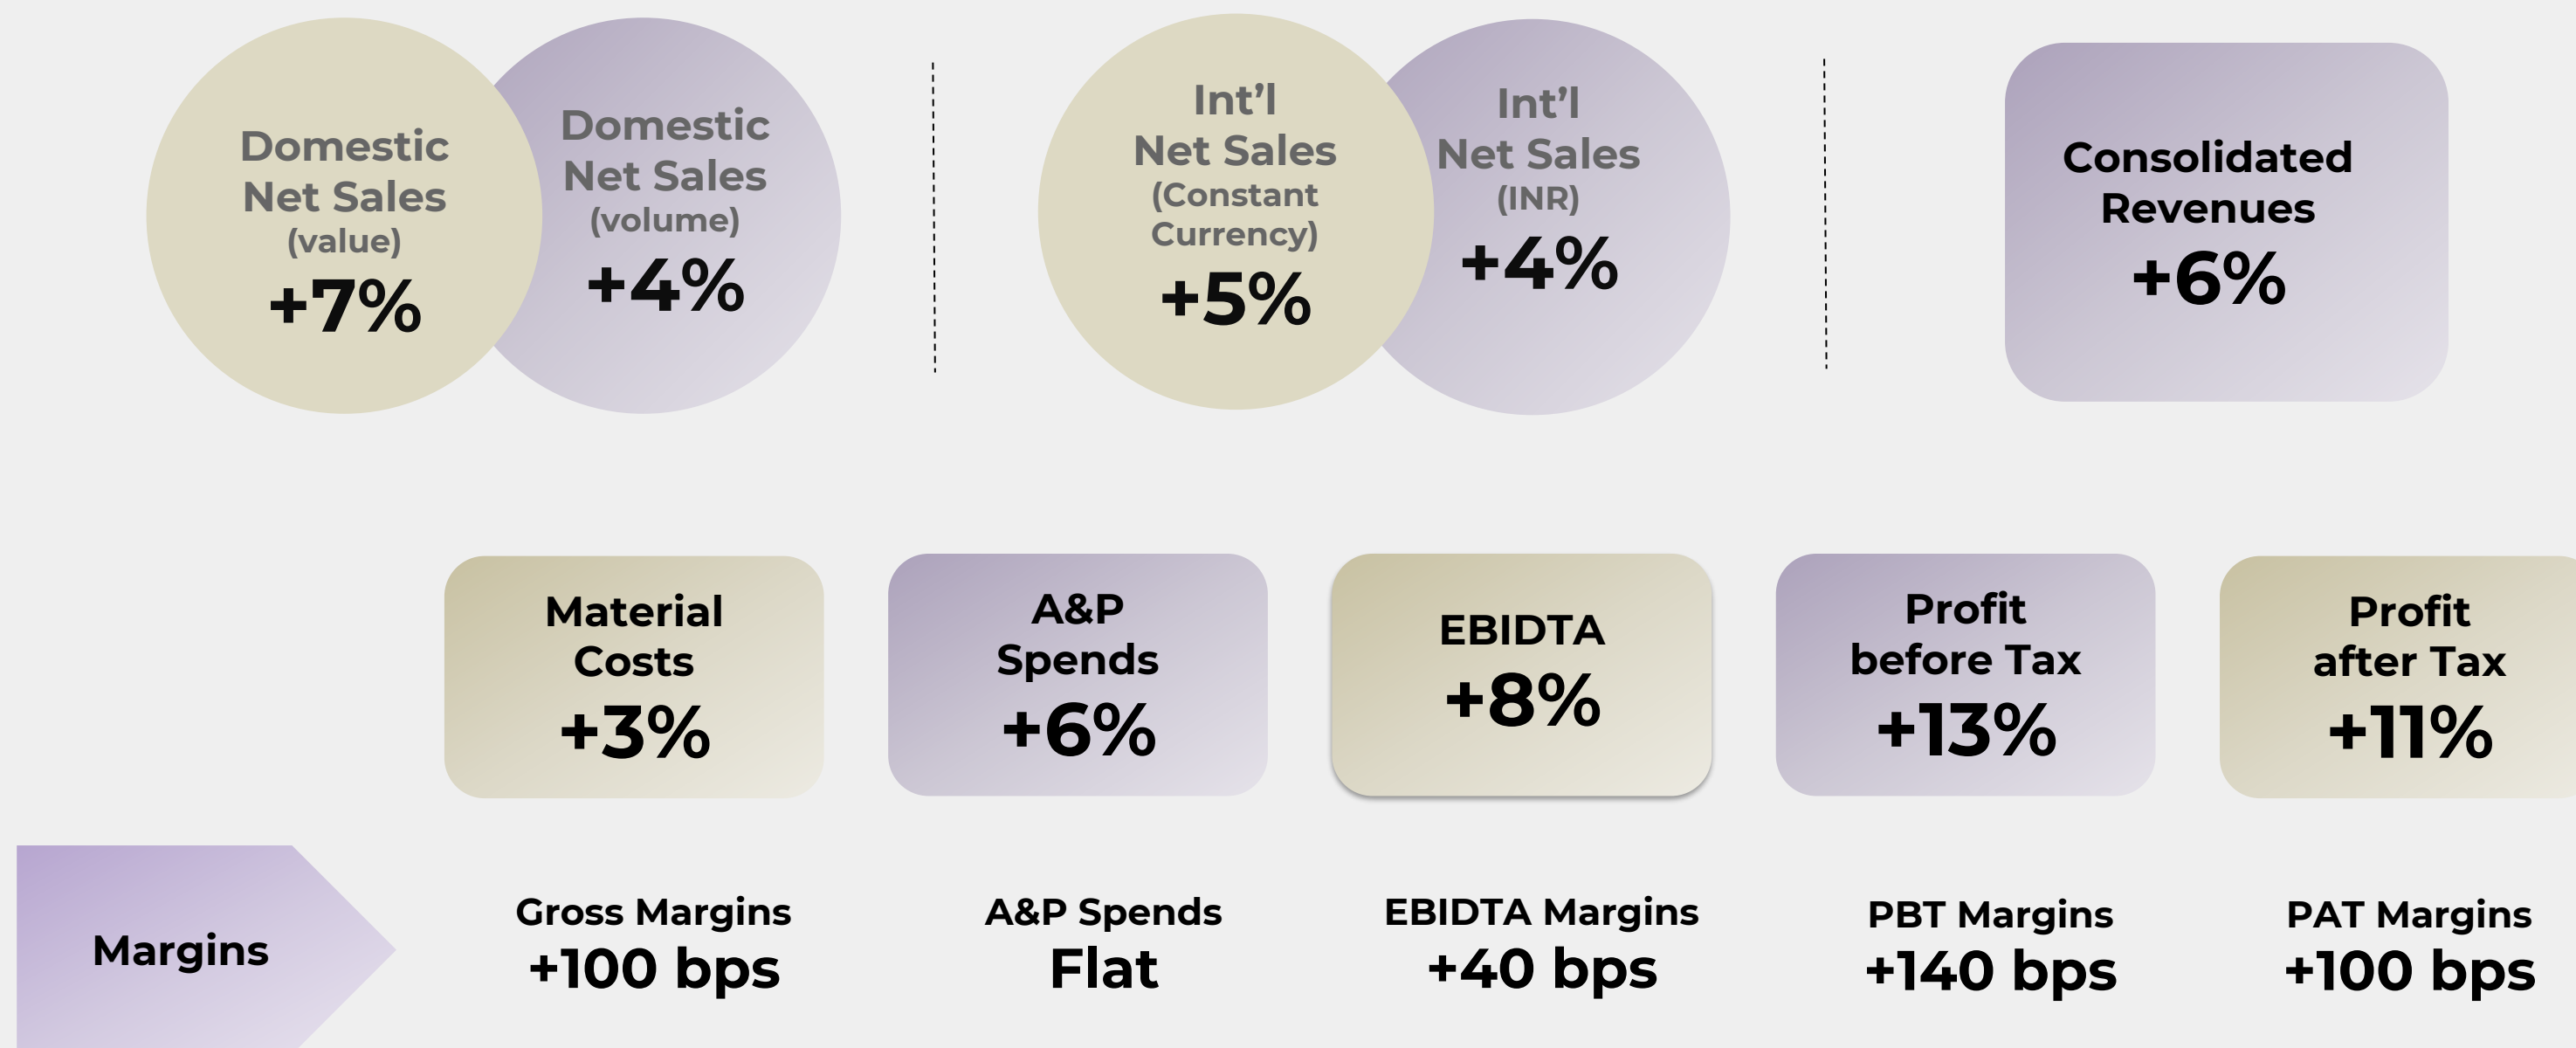 Domestic
Net Sales
(value)
+7%
Domestic
Net Sales
(volume)
+4%
Int’l
Net Sales
(Constant
Currency)
+5%
Int’l
Net Sales
(INR)
+4%
Consolidated
Revenues
+6%
Material
Costs
+3%
A&P
Spends
+6%
EBIDTA
+8%
Profit
before Tax
+13%
Profit
after Tax
+11%
Margins
Gross Margins
+100 bps
A&P Spends
Flat
EBIDTA Margins
+40 bps
PBT Margins
+140 bps
PAT Margins
+100 bps